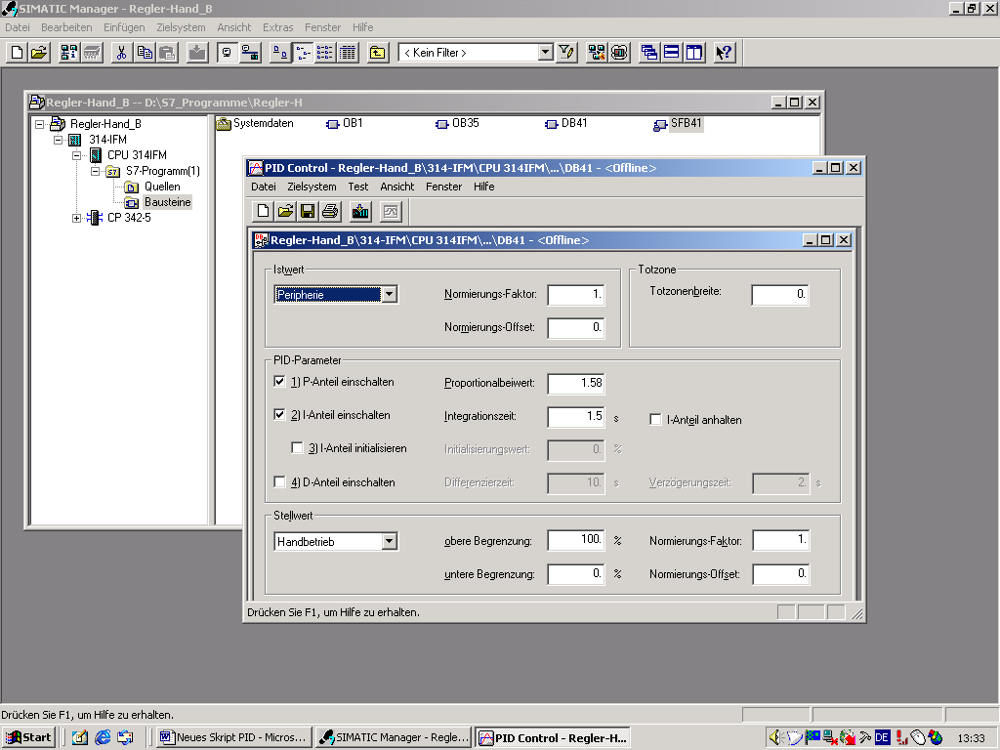 SIMATIC Manager - Regler-Hand_B
Datei Bearbeiten Einfügen Zielsystem Ansicht Extras Fenster Hilfe
< Kein Filter >
Regler-Hand_B -- D:\S7_Programme\Regler-H
Regler-Hand_B
314-IFM
CPU 314IFM
S7-Programm(1)
Quellen
Bausteine
CP 342-5
Systemdaten OB1 OB35 DB41 SFB41
PID Control - Regler-Hand_B\314-IFM\CPU 314IFM\...\DB41 - <Offline>
Datei Zielsystem Test Ansicht Fenster Hilfe
Regler-Hand_B\314-IFM\CPU 314IFM\...\DB41 - <Offline>
Istwert Totzone
Peripherie Normierungs-Faktor: 1. Totzonenbreite: 0.
Normierungs-Offset: 0.
PID-Parameter
1) P-Anteil einschalten Proportionalbeiwert: 1.58
2) I-Anteil einschalten Integrationszeit: 1.5 s I-Anteil anhalten
3) I-Anteil initialisieren Initialisierungswert: 0. %
4) D-Anteil einschalten Differenzierzeit: 10. s Verzögerungszeit: 2. s
Stellwert
Handbetrieb obere Begrenzung: 100. % Normierungs-Faktor: 1.
untere Begrenzung: 0. % Normierungs-Offset: 0.
Drücken Sie F1, um Hilfe zu erhalten.
Drücken Sie F1, um Hilfe zu erhalten.
Start Neues Skript PID - Micros... SIMATIC Manager - Regle... PID Control - Regler-H... DE 13:33